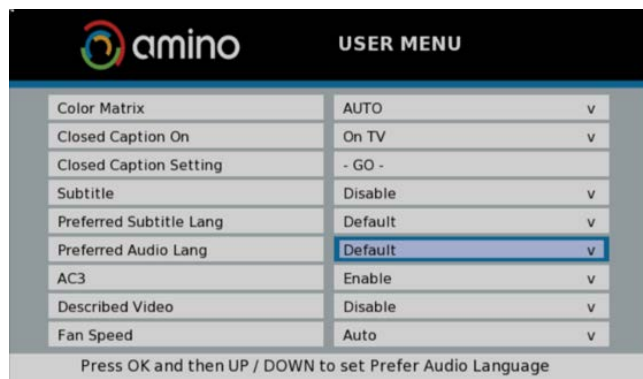 amino
USER MENU
Color Matrix AUTO v
Closed Caption On On TV v
Closed Caption Setting - GO -
Subtitle Disable v
Preferred Subtitle Lang Default v
Preferred Audio Lang Default v
AC3 Enable v
Described Video Disable v
Fan Speed Auto v
Press OK and then UP / DOWN to set Prefer Audio Language